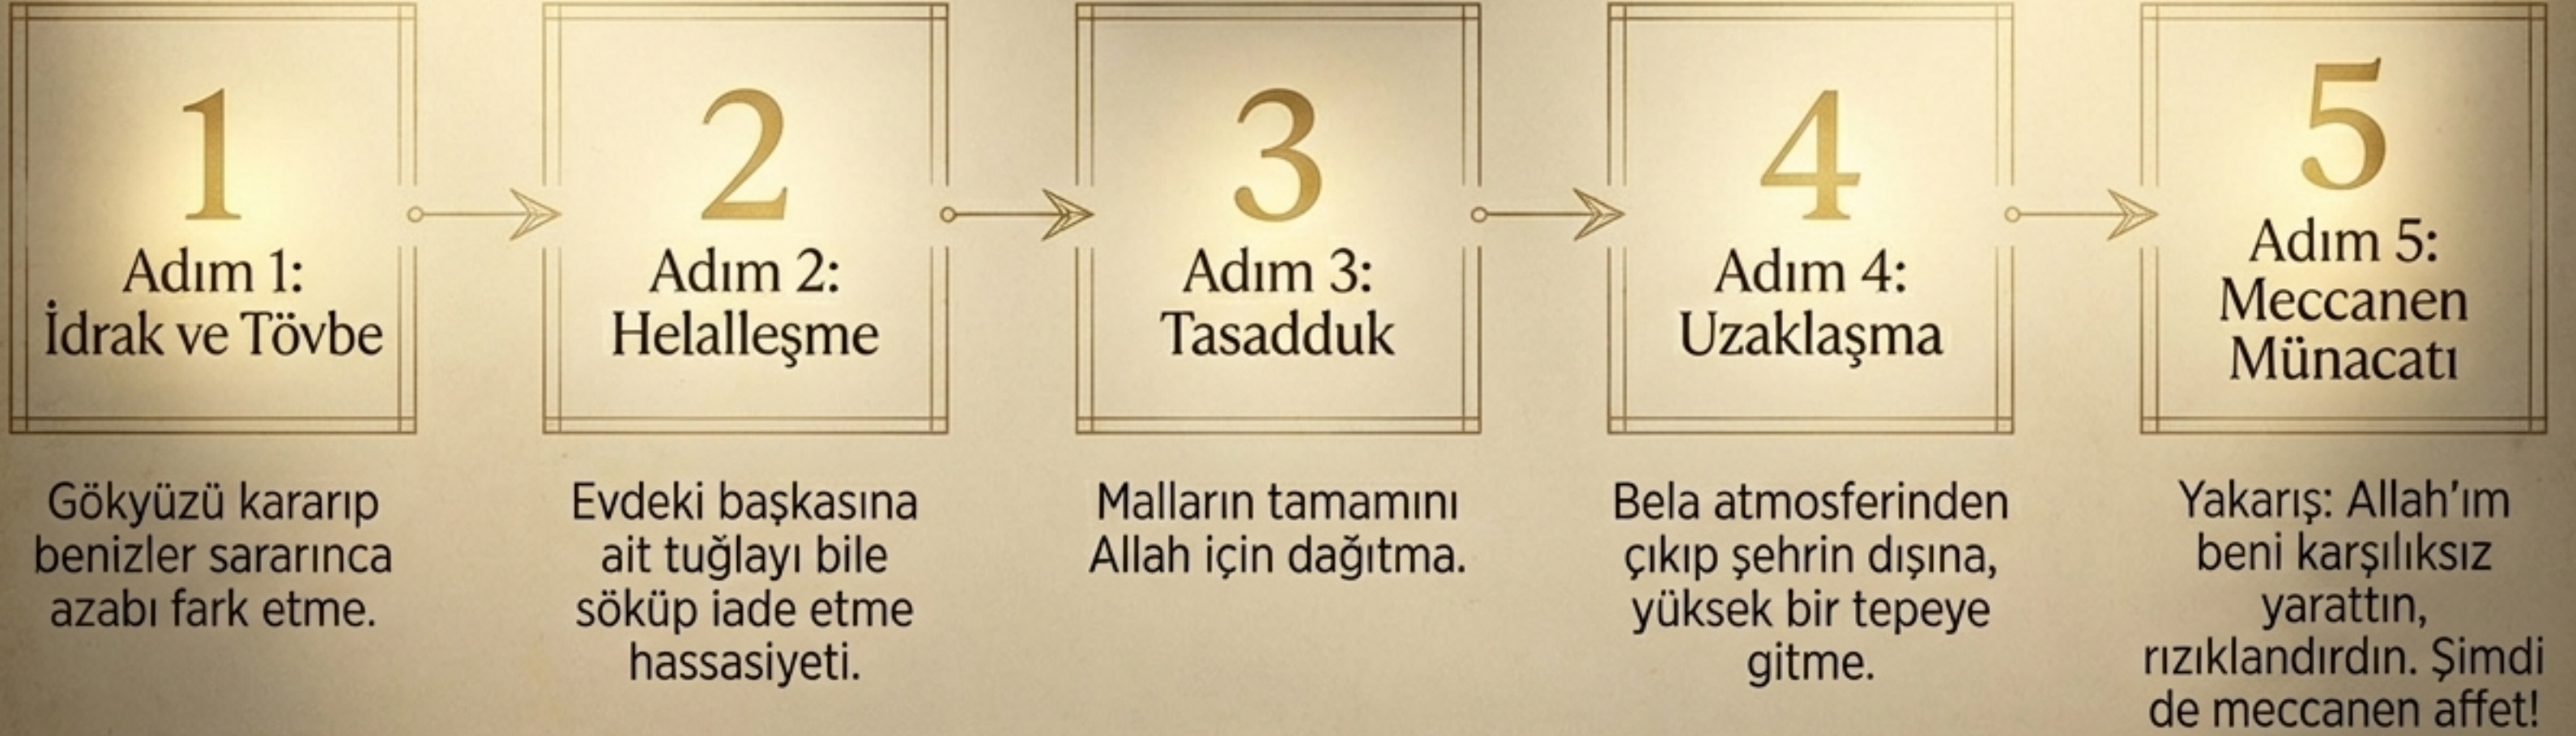 1
Adım 1:
İdrak ve Tövbe
Gökyüzü kararıp
benizler sararınca
azabı fark etme.
2
Adım 2:
Helalleşme
Evdeki başkasına
ait tuğlayı bile
söküp iade etme
hassasiyeti.
3
Adım 3:
Tasadduk
Malların tamamını
Allah için dağıtma.
4
Adım 4:
Uzaklaşma
Bela atmosferinden
çıkıp şehrin dışına,
yüksek bir tepeye
gitme.
5
Adım 5:
Meccanen
Münacatı
Yakarış: Allah'ım
beni karşılıksız
yarattın,
rızıklandırdın. Şimdi
de meccanen affet!